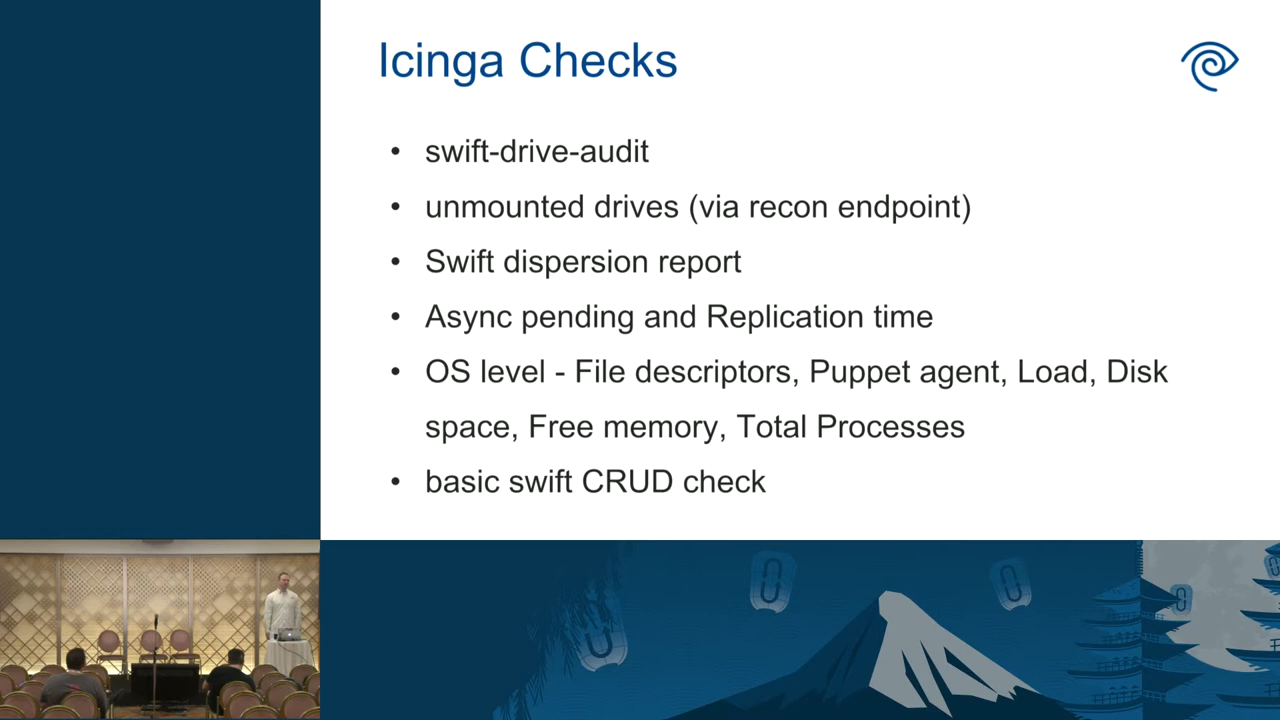 Icinga Checks
• swift-drive-audit
• unmounted drives (via recon endpoint)
• Swift dispersion report
• Async pending and Replication time
• OS level - File descriptors, Puppet agent, Load, Disk
space, Free memory, Total Processes
• basic swift CRUD check